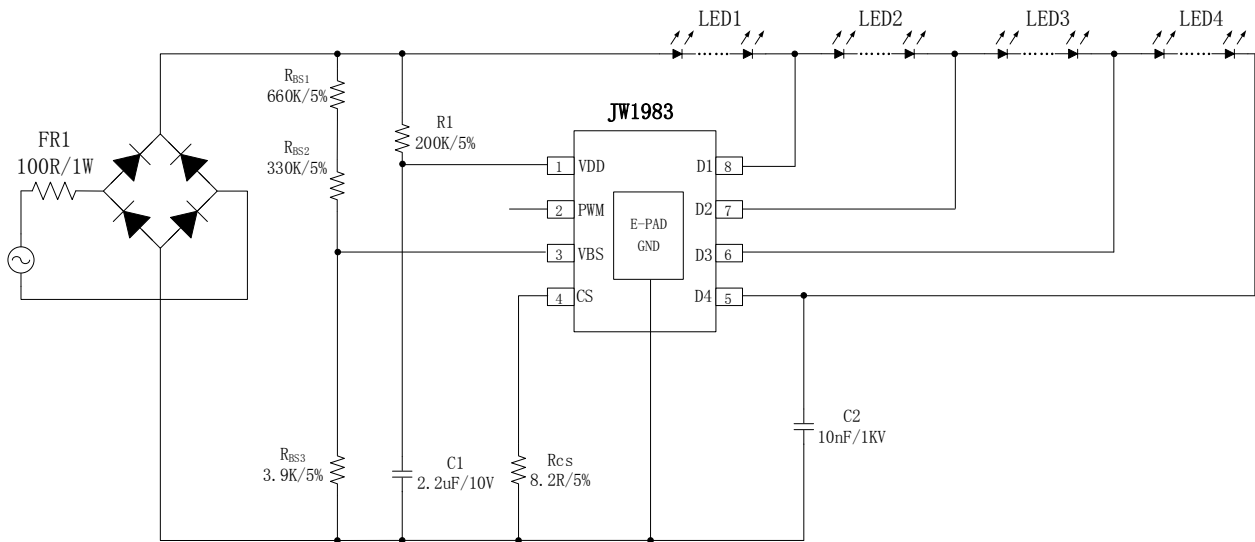 LED1
LED2
LED3
LED4
RBS1
660K/5%
JW1983
R1
200K/5%
FR1
100R/1W
RBS2
330K/5%
1
VDD
D1
8
2
PWM
D2
7
E-PAD
GND
3
VBS
D3
6
4
CS
D4
5
C2
10nF/1KV
RBS3
3.9K/5%
C1
2.2uF/10V
Rcs
8.2R/5%